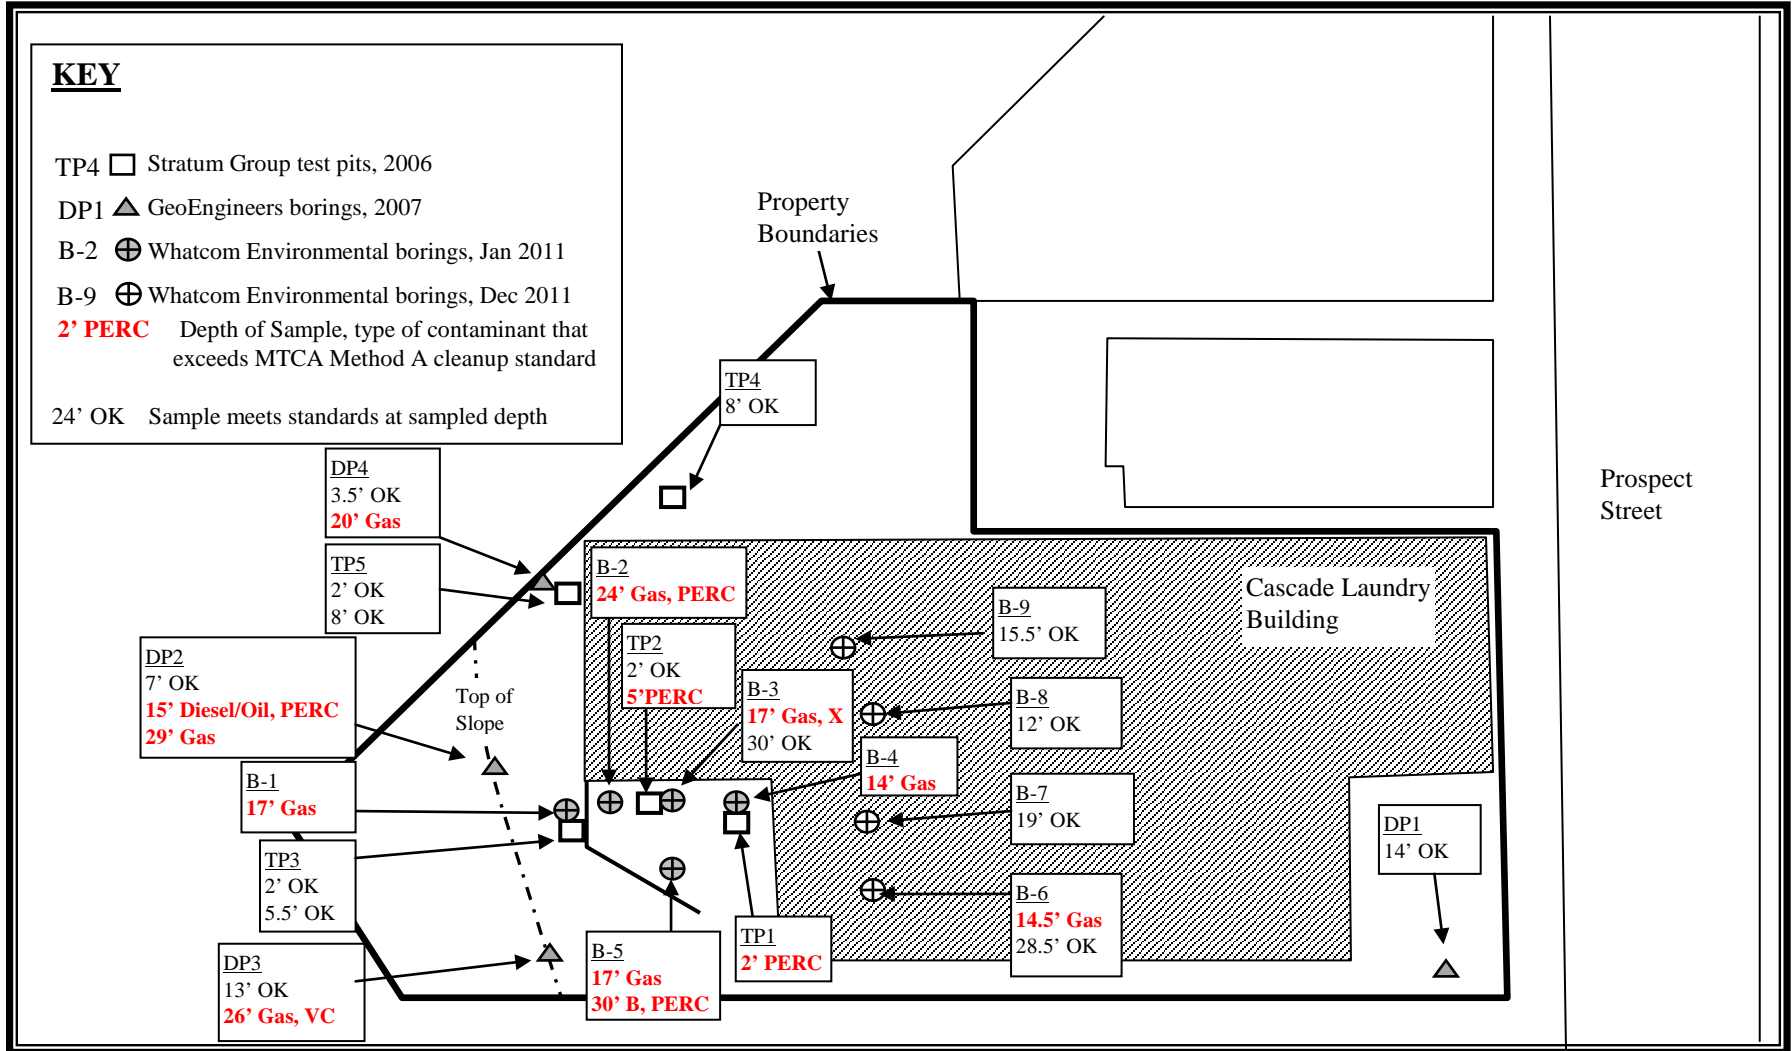 KEY
TP4 Stratum Group test pits, 2006
DP1 GeoEngineers borings, 2007
B-2 Whatcom Environmental borings, Jan 2011
B-9 Whatcom Environmental borings, Dec 2011
2’ PERC Depth of Sample, type of contaminant that
exceeds MTCA Method A cleanup standard
24’ OK Sample meets standards at sampled depth
Property
Boundaries
TP4
8’ OK
Prospect
Street
DP4
3.5’ OK
20’ Gas
TP5
2’ OK
8’ OK
B-2
24’ Gas, PERC
Cascade Laundry
Building
B-9
15.5’ OK
TP2
2’ OK
5’PERC
DP2
7’ OK
15’ Diesel/Oil, PERC
29’ Gas
Top of
Slope
B-3
17’ Gas, X
30’ OK
B-8
12’ OK
B-4
14’ Gas
B-1
17’ Gas
B-7
19’ OK
DP1
14’ OK
TP3
2’ OK
5.5’ OK
B-6
14.5’ Gas
28.5’ OK
TP1
2’ PERC
B-5
17’ Gas
30’ B, PERC
DP3
13’ OK
26’ Gas, VC